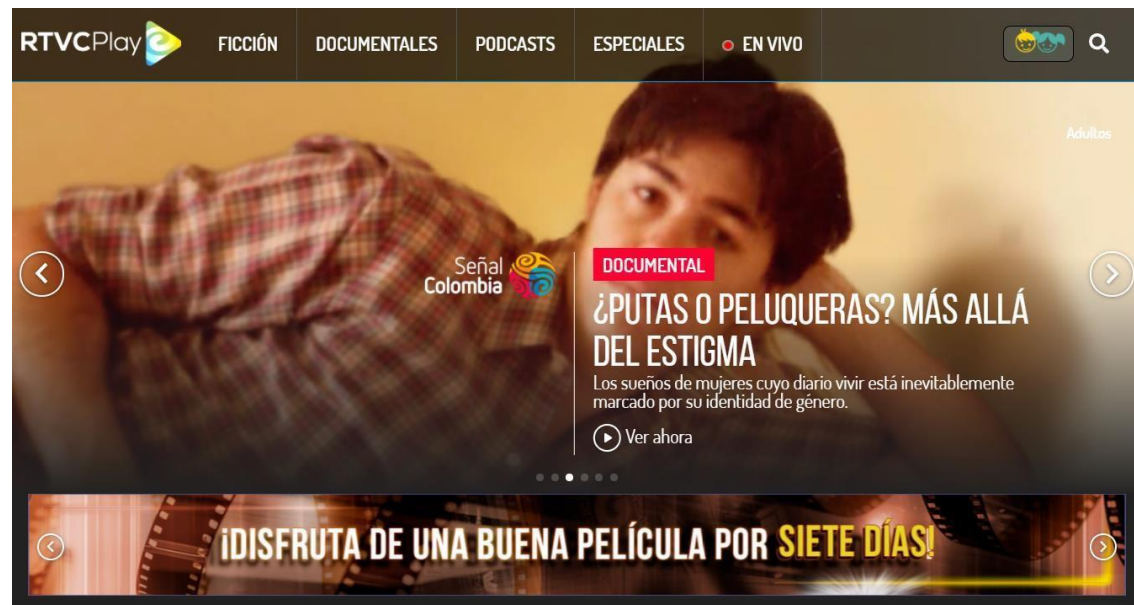 RTVCPlay
FICCIÓN
DOCUMENTALES
PODCASTS
ESPECIALES
EN VIVO
Adultos
Señal
Colombia
DOCUMENTAL
¿PUTAS O PELUQUERAS? MÁS ALLÁ
DEL ESTIGMA
Los sueños de mujeres cuyo diario vivir está inevitablemente
marcado por su identidad de género.
Ver ahora
¡DISFRUTA DE UNA BUENA PELÍCULA POR SIETE DÍAS!